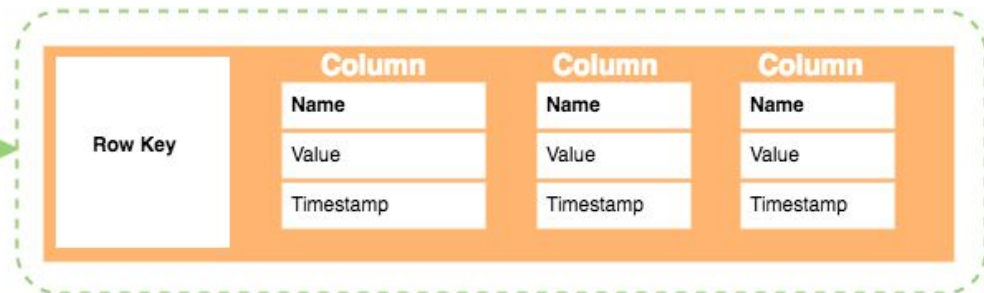 Column Column Column
Name Name Name
Row Key
Value Value Value
Timestamp Timestamp Timestamp